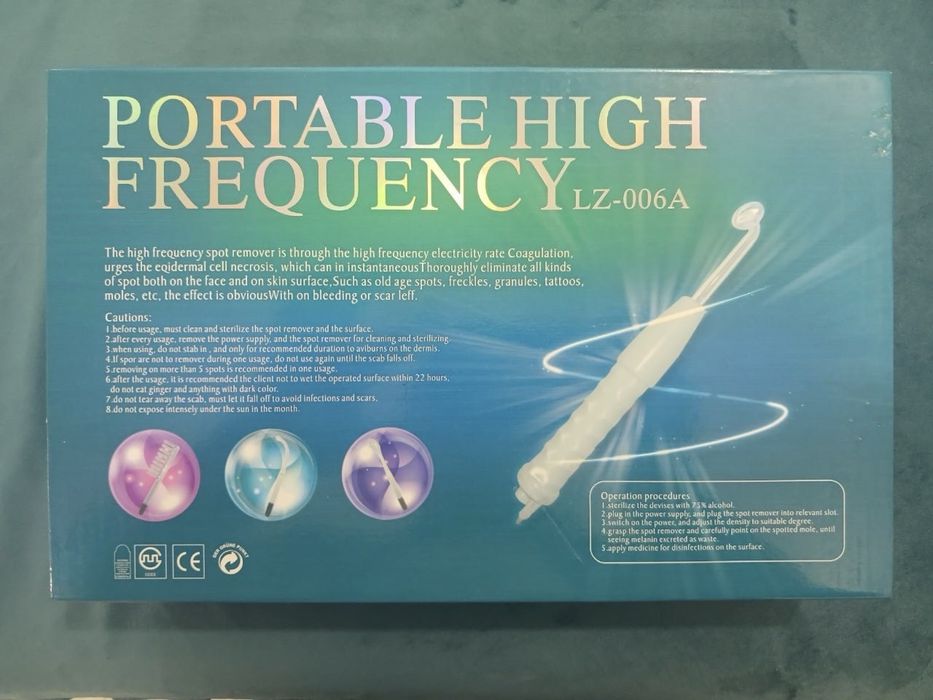 PORTABLE HIGH
FREQUENCY LZ-006A
The high frequency spot remover is through the high frequency electricity rate Coagulation,
urges the eqidermal cell necrosis, which can in instantaneousThoroughly eliminate all kinds
of spot both on the face and on skin surface,Such as old age spots, freckles, granules, tattoos,
moles, etc, the effect is obviousWith on bleeding or scar leff.
Cautions:
1.before usage, must clean and sterilize the spot remover and the surface.
2.after every usage, remove the power supply, and the spot remover for cleaning and sterilizing.
3.when using, do not stab in , and only for recommended duration to aviburns on the dermis.
4.If spor are not to remover during one usage, do not use again until the scab falls off.
5.removing on more than 5 spots is recommended in one usage.
6.after the usage, it is recommended the client not to wet the operated surface within 22 hours,
do not eat ginger and anything with dark color.
7.do not tear away the scab, must let it fall off to avoid infections and scars.
8.do not expose intensely under the sun in the month.
Operation procedures
1.sterilize the devises with 75% alcohol.
2.plug in the power supply, and plug the spot remover into relevant slot.
3.switch on the power, and adjust the density to suitable degree.
4.grasp the spot remover and carefully point on the spotted mole, until
seeing melanin excreted as waste.
5.apply medicine for disinfections on the surface.
CE
DER GRÜNE PUNKT